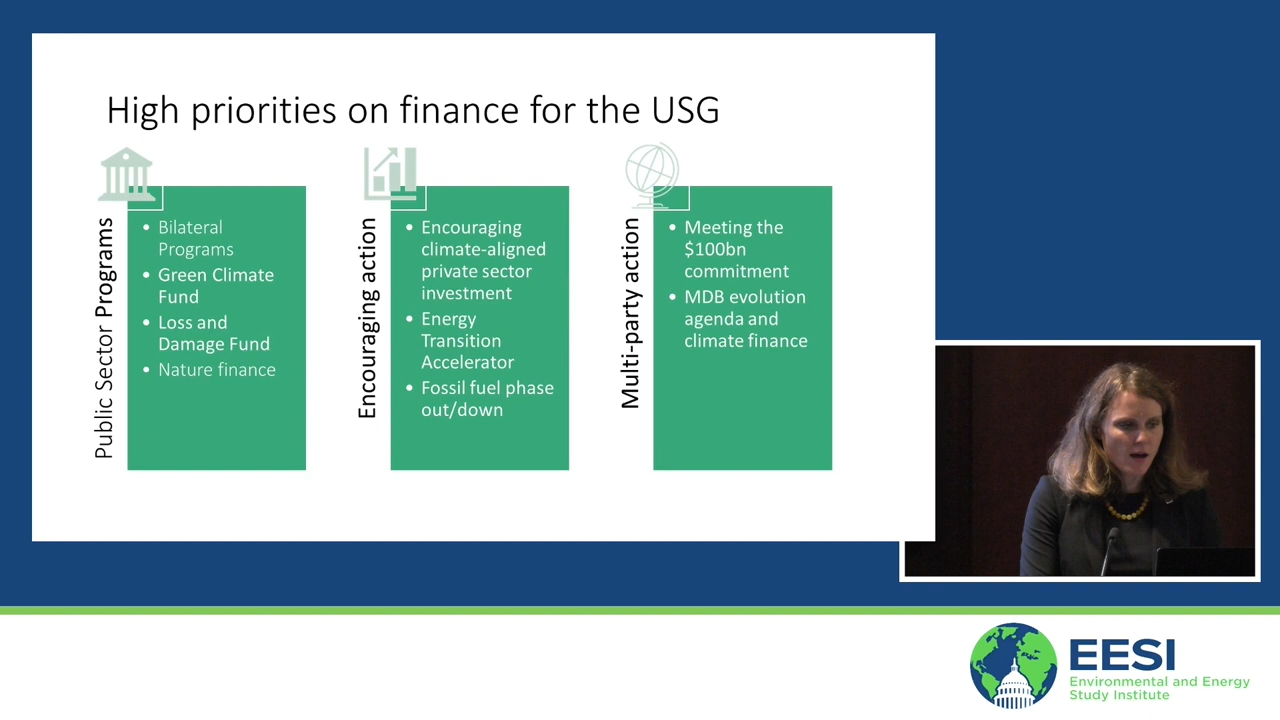 High priorities on finance for the USG
Public Sector Programs
• Bilateral
Programs
• Green Climate
Fund
• Loss and
Damage Fund
• Nature finance
Encouraging action
• Encouraging
climate-aligned
private sector
investment
• Energy
Transition
Accelerator
• Fossil fuel phase
out/down
Multi-party action
• Meeting the
$100bn
commitment
• MDB evolution
agenda and
climate finance
EESI
Environmental and Energy
Study Institute